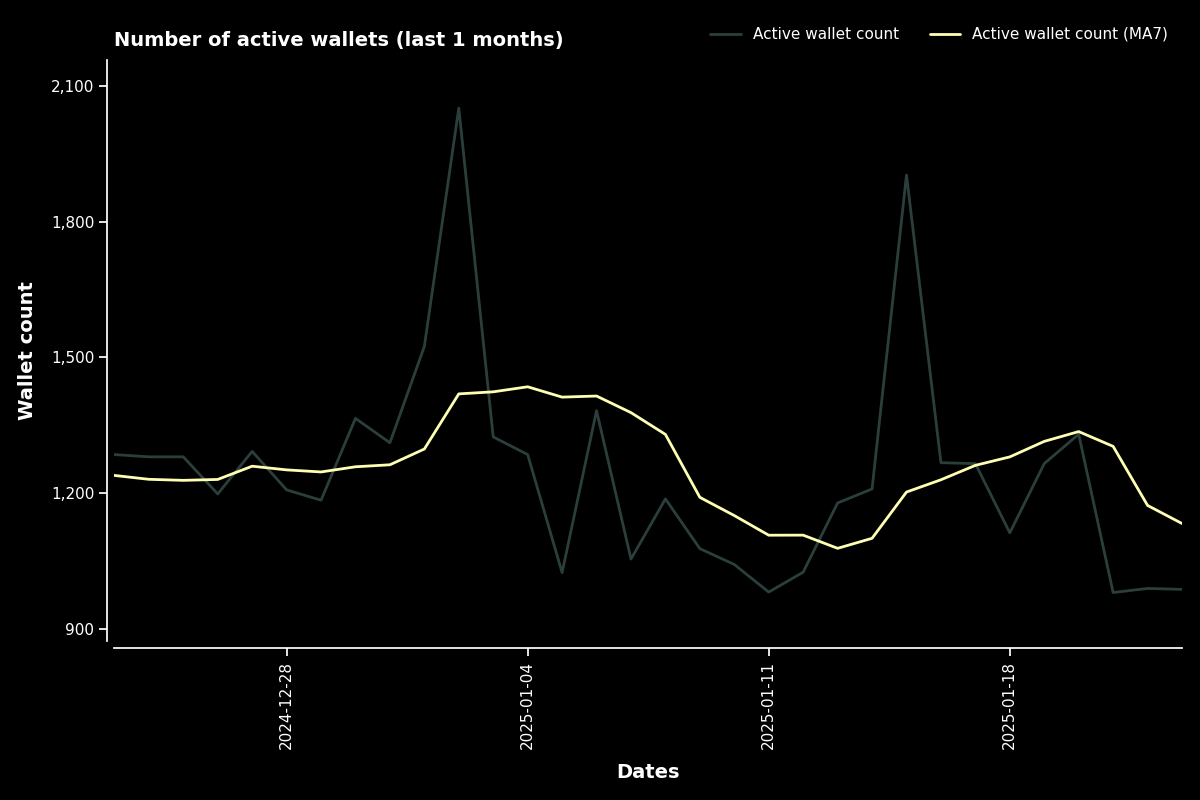 Number of active wallets (last 1 months)
Active wallet count
Active wallet count (MA7)
2,100
1,800
1,500
1,200
900
Wallet count
2024-12-28
2025-01-04
2025-01-11
2025-01-18
Dates